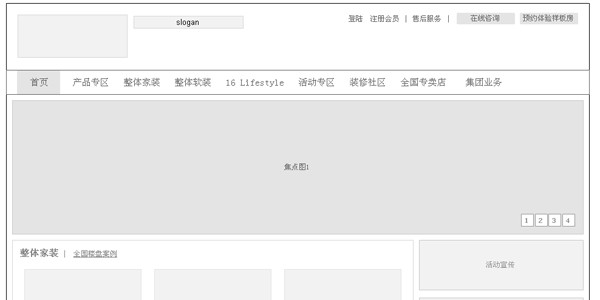 slogan
登陆 注册会员 | 售后服务 | 在线咨询 预约体验样板房
首页 产品专区 整体家装 整体软装 16 Lifestyle 活动专区 装修社区 全国专类店 集团业务
焦点图1
1 2 3 4
整体家装 | 全国楼盘案例
活动宣传